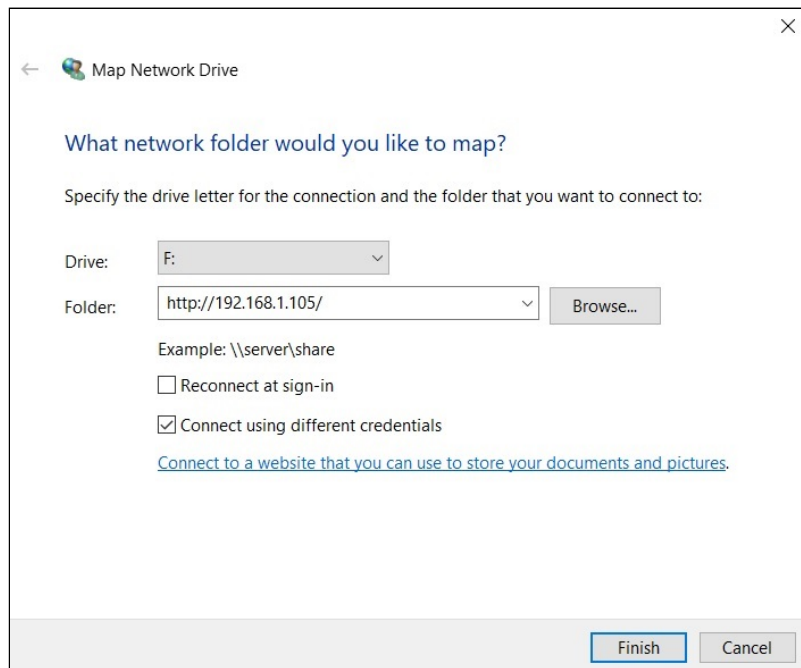 Map Network Drive
What network folder would you like to map?
Specify the drive letter for the connection and the folder that you want to connect to:
Drive: F:
Folder: http://192.168.1.105/ Browse...
Example: \\server\share
Reconnect at sign-in
Connect using different credentials
Connect to a website that you can use to store your documents and pictures.
Finish Cancel